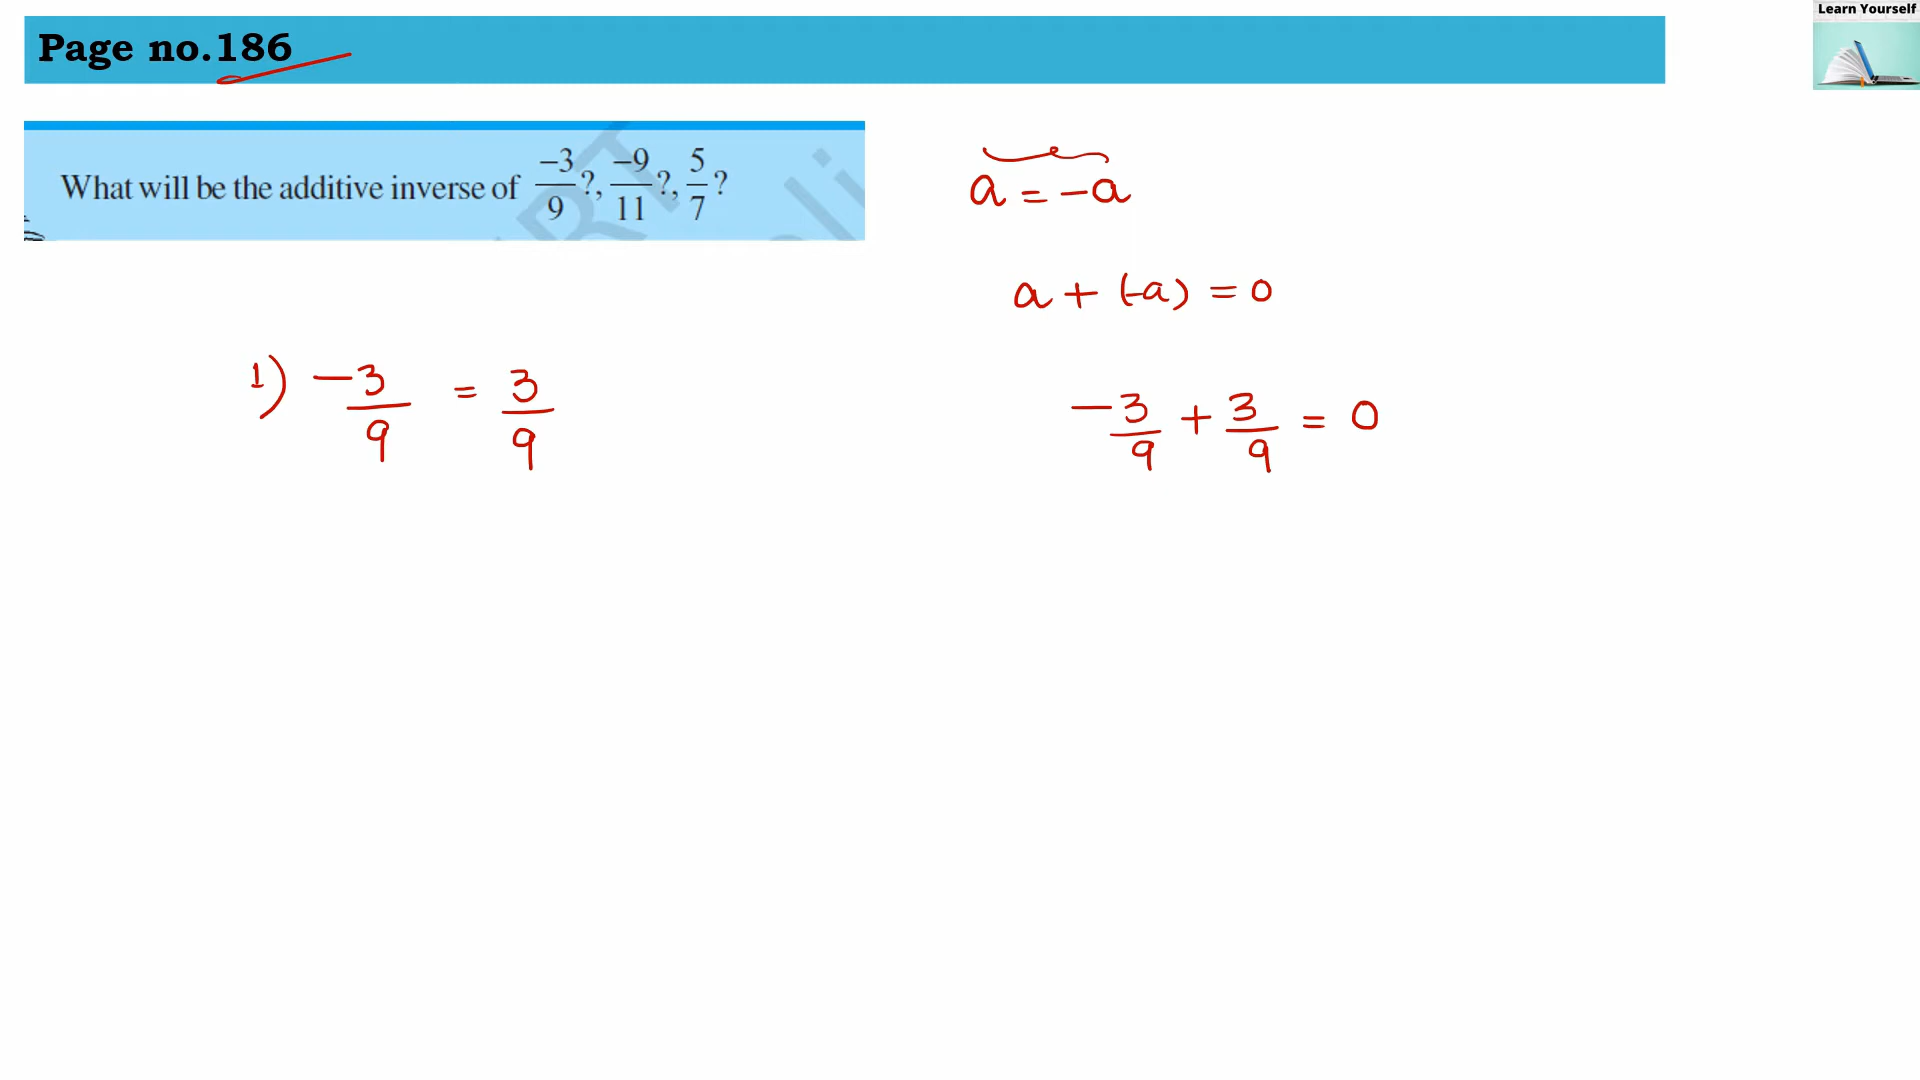 Learn Yourself
Page no.186
What will be the additive inverse of -3/9?, -9/11?, 5/7?
a = -a
a + (-a) = 0
1) -3/9 = 3/9
-3/9 + 3/9 = 0